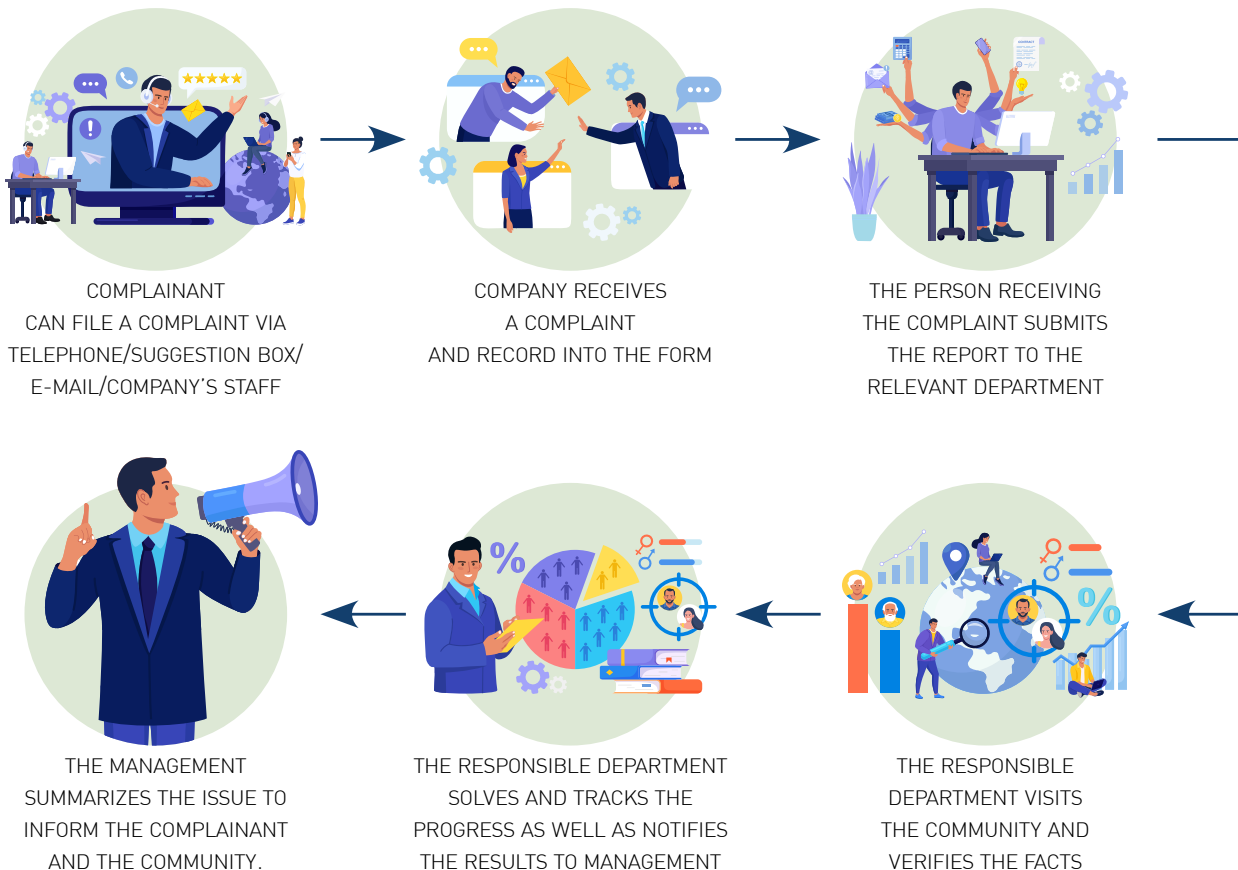 COMPLAINANT
CAN FILE A COMPLAINT VIA
TELEPHONE/SUGGESTION BOX/
E-MAIL/COMPANY'S STAFF
COMPANY RECEIVES
A COMPLAINT
AND RECORD INTO THE FORM
CONTRACT
THE PERSON RECEIVING
THE COMPLAINT SUBMITS
THE REPORT TO THE
RELEVANT DEPARTMENT
THE MANAGEMENT
SUMMARIZES THE ISSUE TO
INFORM THE COMPLAINANT
AND THE COMMUNITY.
%
THE RESPONSIBLE DEPARTMENT
SOLVES AND TRACKS THE
PROGRESS AS WELL AS NOTIFIES
THE RESULTS TO MANAGEMENT
%
THE RESPONSIBLE
DEPARTMENT VISITS
THE COMMUNITY AND
VERIFIES THE FACTS